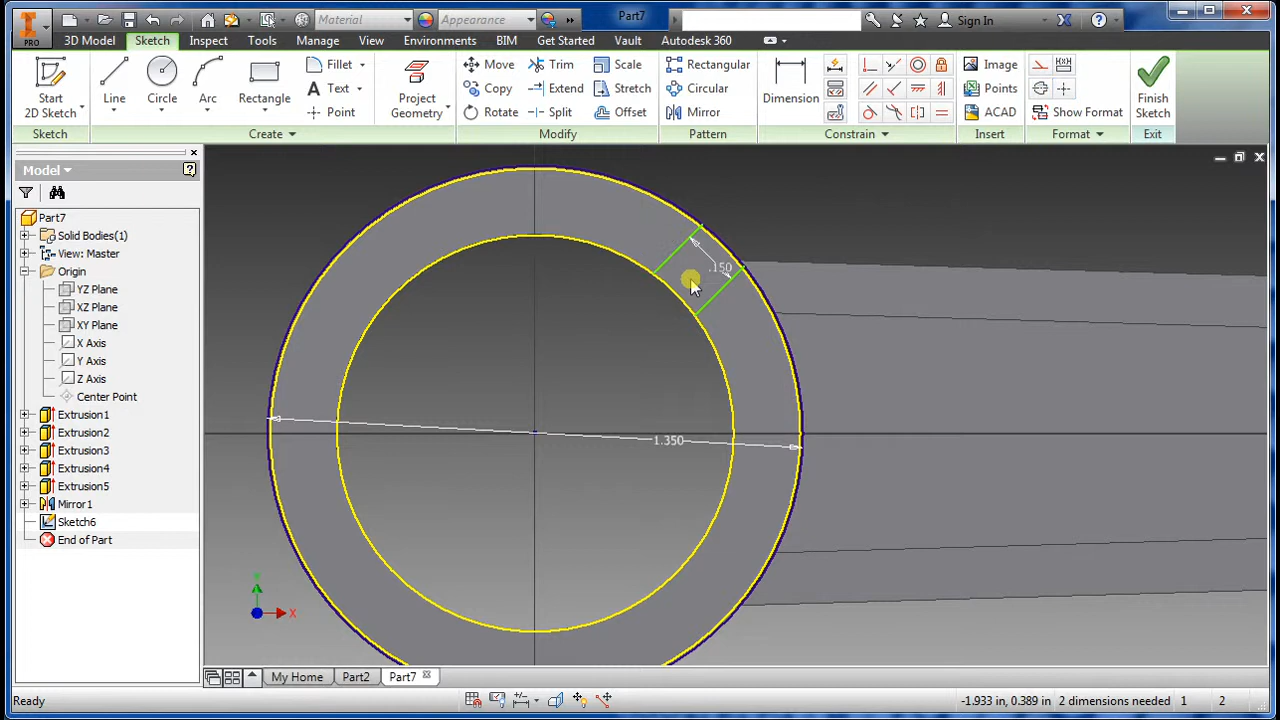 Material
Appearance
Part7
Sign In
PRO
3D Model
Sketch
Inspect
Tools
Manage
View
Environments
BIM
Get Started
Vault
Autodesk 360
Start
2D Sketch
Line
Circle
Arc
Rectangle
Fillet
Text
Point
Project
Geometry
Move
Copy
Rotate
Trim
Extend
Split
Scale
Stretch
Offset
Rectangular
Circular
Mirror
Dimension
Image
Points
ACAD
Show Format
Finish
Sketch
Sketch
Create
Modify
Pattern
Constrain
Insert
Format
Exit
Model
Part7
Solid Bodies(1)
View: Master
Origin
YZ Plane
XZ Plane
XY Plane
X Axis
Y Axis
Z Axis
Center Point
Extrusion1
Extrusion2
Extrusion3
Extrusion4
Extrusion5
Mirror1
Sketch6
End of Part
.150
1.350
X
My Home
Part2
Part7
Ready
-1.933 in, 0.389 in
2 dimensions needed
1
2